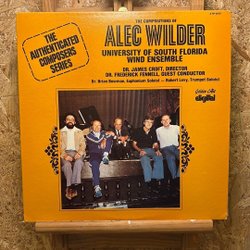 THE COMPOSITIONS OF
ALEC WILDER
UNIVERSITY OF SOUTH FLORIDA
WIND ENSEMBLE
DR. JAMES CROFT, DIRECTOR
DR. FREDERICK FENNELL, GUEST CONDUCTOR
Dr. Brian Bowman, Euphonium Soloist — Robert Levy, Trumpet Soloist
THE
AUTHENTICATED
COMPOSERS
SERIES
digital